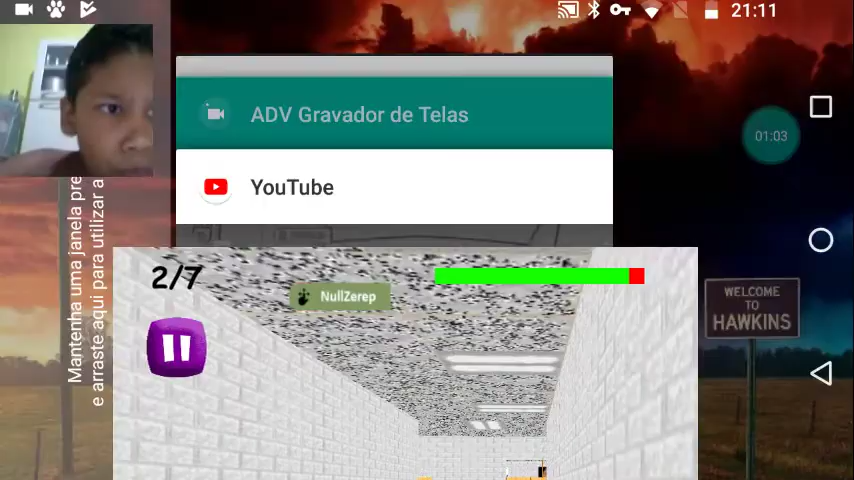 21:11
ADV Gravador de Telas
01:03
YouTube
Mantenha uma janela pre
e arraste aqui para utilizar a
2/7
NullZerep
WELCOME
TO
HAWKINS